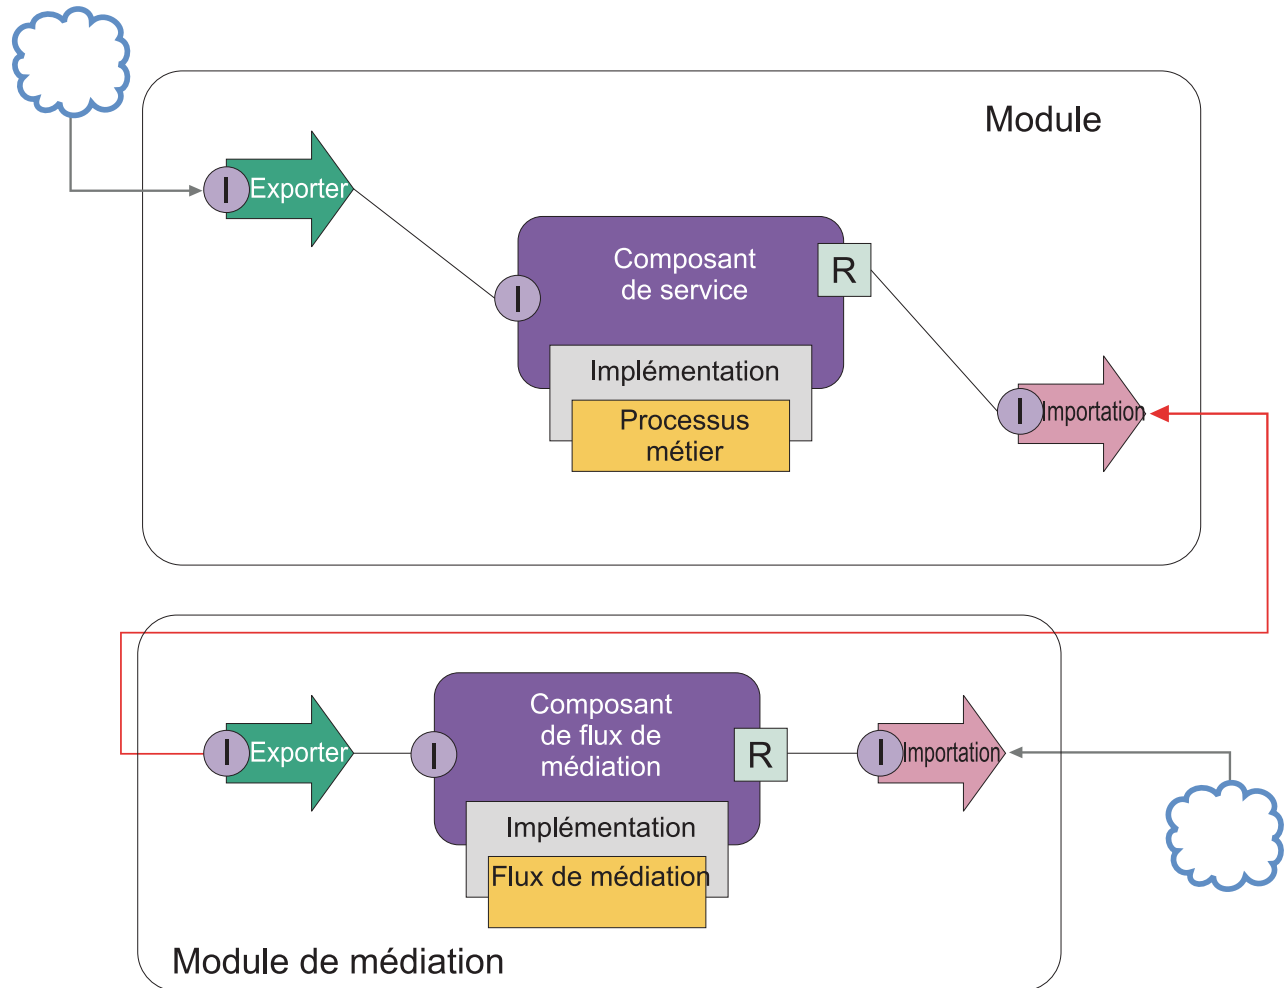 Module
I
Exporter
Composant
de service
R
I
Implémentation
Processus
métier
I
Importation
I
Exporter
I
Composant
de flux de
médiation
R
I
Importation
Implémentation
Flux de médiation
Module de médiation